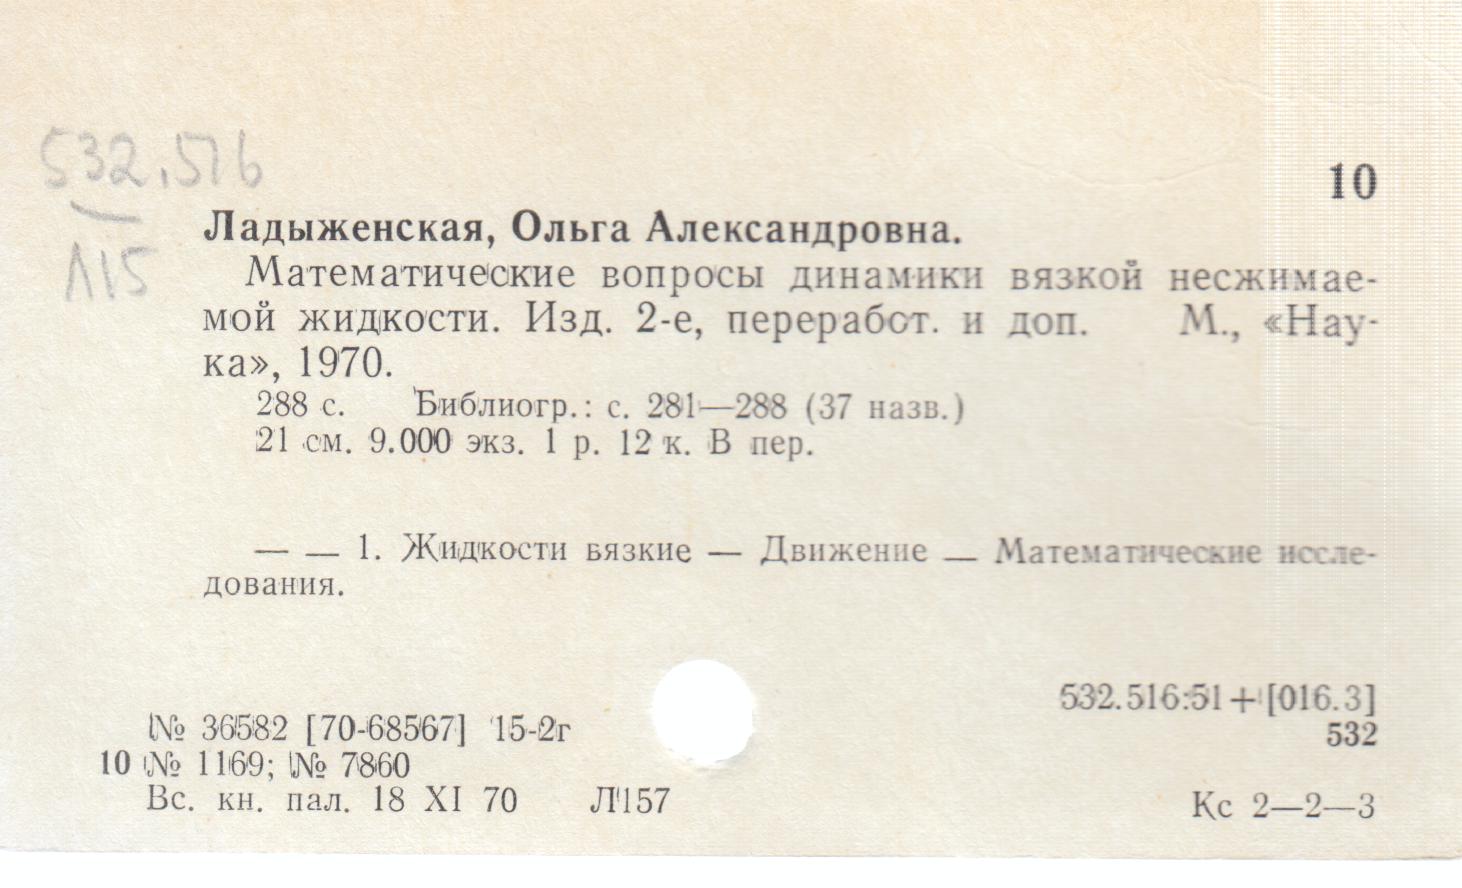 532.516
Л15
10
Ладыженская, Ольга Александровна.
Математические вопросы динамики вязкой несжимае-
мой жидкости. Изд. 2-е, переработ. и доп. М., «Нау-
ка», 1970.
288 с. Библиогр.: с. 281—288 (37 назв.)
21 см. 9.000 экз. 1 р. 12 к. В пер.
— — 1. Жидкости вязкие — Движение — Математические иссле-
дования.
532.516:51+[016.3]
532
№ 36582 [70-68567] 15-2г
10 № 1169; № 7860
Вс. кн. пал. 18 XI 70 Л157
Кс 2—2—3